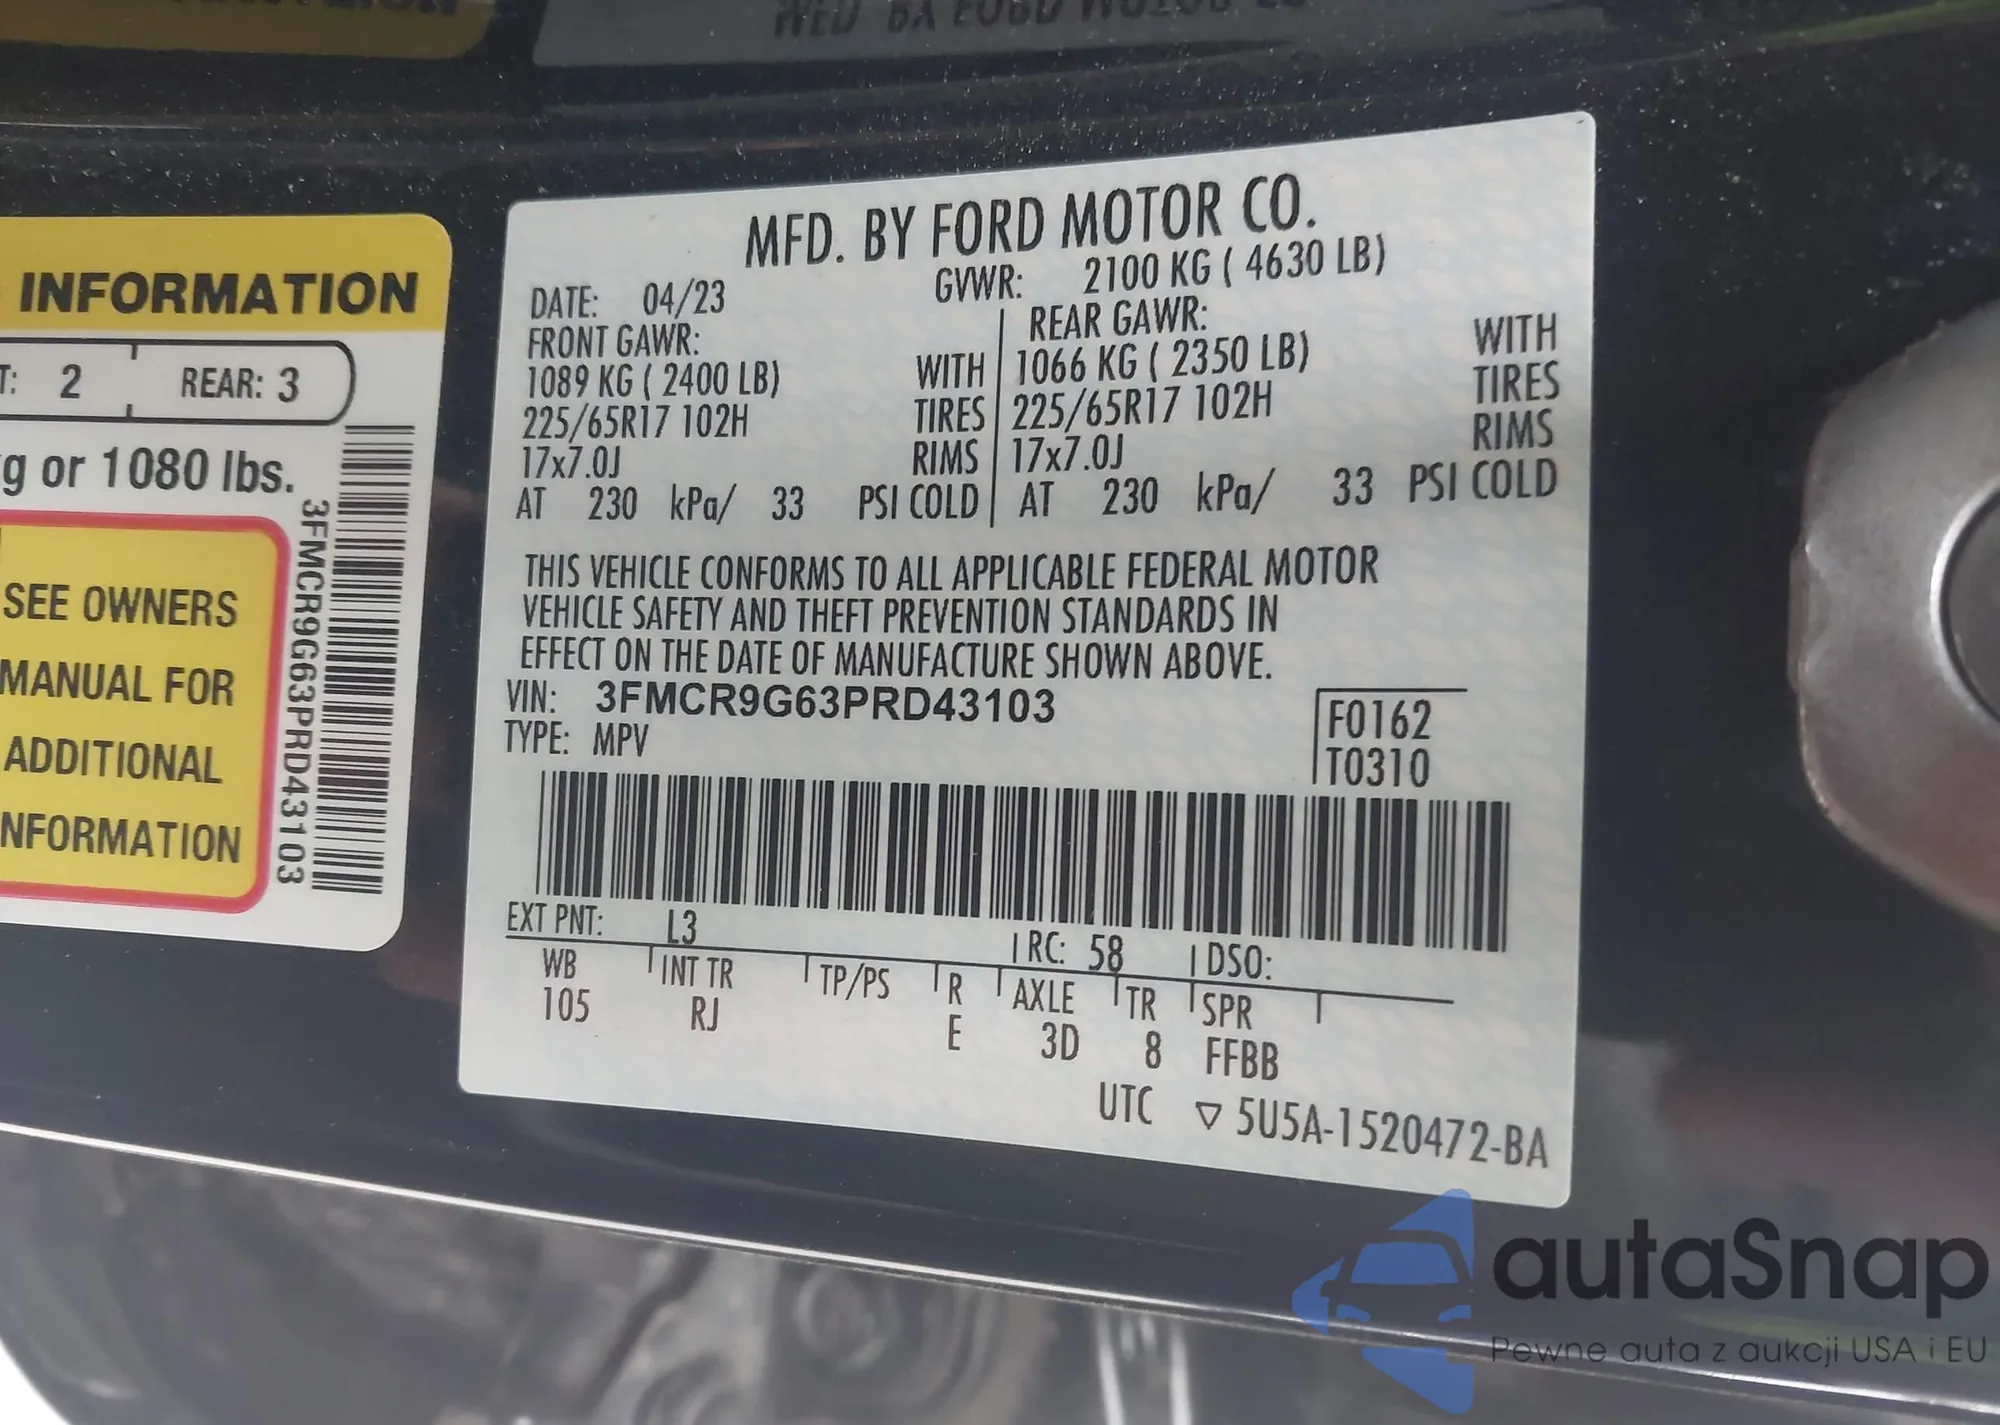 INFORMATION
T: 2 REAR: 3
g or 1080 lbs.
SEE OWNERS
MANUAL FOR
ADDITIONAL
NFORMATION
3FMCR9G63PRD43103
MFD. BY FORD MOTOR CO.
DATE: 04/23 GVWR: 2100 KG ( 4630 LB)
FRONT GAWR: REAR GAWR:
1089 KG ( 2400 LB) WITH 1066 KG ( 2350 LB) WITH
225/65R17 102H TIRES 225/65R17 102H TIRES
17x7.0J RIMS 17x7.0J RIMS
AT 230 kPa/ 33 PSI COLD AT 230 kPa/ 33 PSI COLD
THIS VEHICLE CONFORMS TO ALL APPLICABLE FEDERAL MOTOR
VEHICLE SAFETY AND THEFT PREVENTION STANDARDS IN
EFFECT ON THE DATE OF MANUFACTURE SHOWN ABOVE.
VIN: 3FMCR9G63PRD43103 F0162
TYPE: MPV T0310
EXT PNT: L3 RC: 58 DSO:
WB INT TR TP/PS R AXLE TR SPR
105 RJ E 3D 8 FFBB
UTC ▽ 5U5A-1520472-BA
autaSnap
Pewne auta z aukcji USA i EU